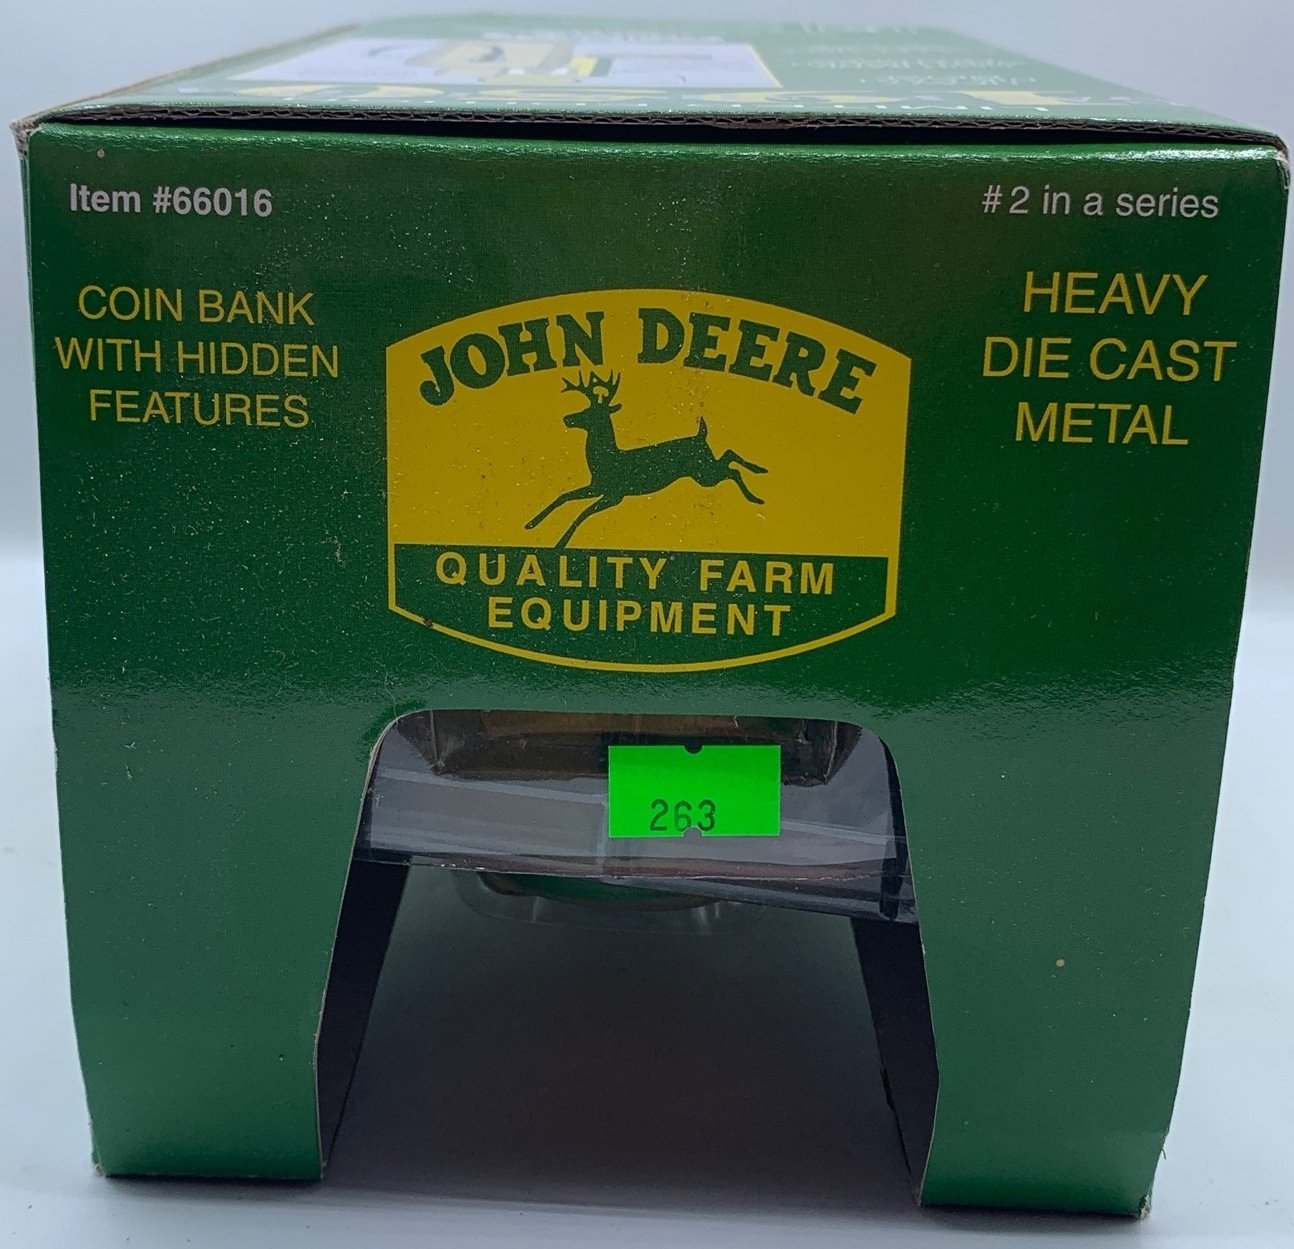 Item #66016
# 2 in a series
COIN BANK
WITH HIDDEN
FEATURES
HEAVY
DIE CAST
METAL
JOHN DEERE
QUALITY FARM
EQUIPMENT
263